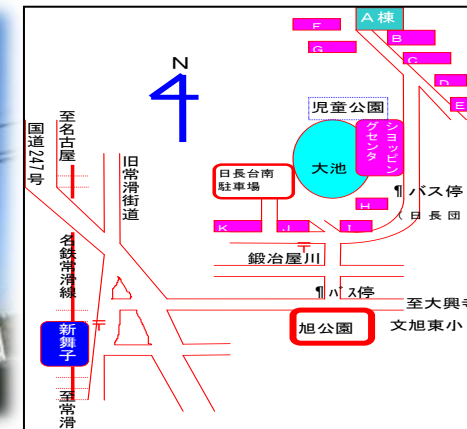 A棟
F
B
G
C
D
E
N
児童公園
ショッピングセンタ
大池
至名古屋
国道247号
旧常滑街道
日長台南
駐車場
バス停
(日長団
H
K
J
I
〒
鍛冶屋川
名鉄常滑線
バス停
至大興寺
〒
新舞子
旭公園
文旭東小
至常滑